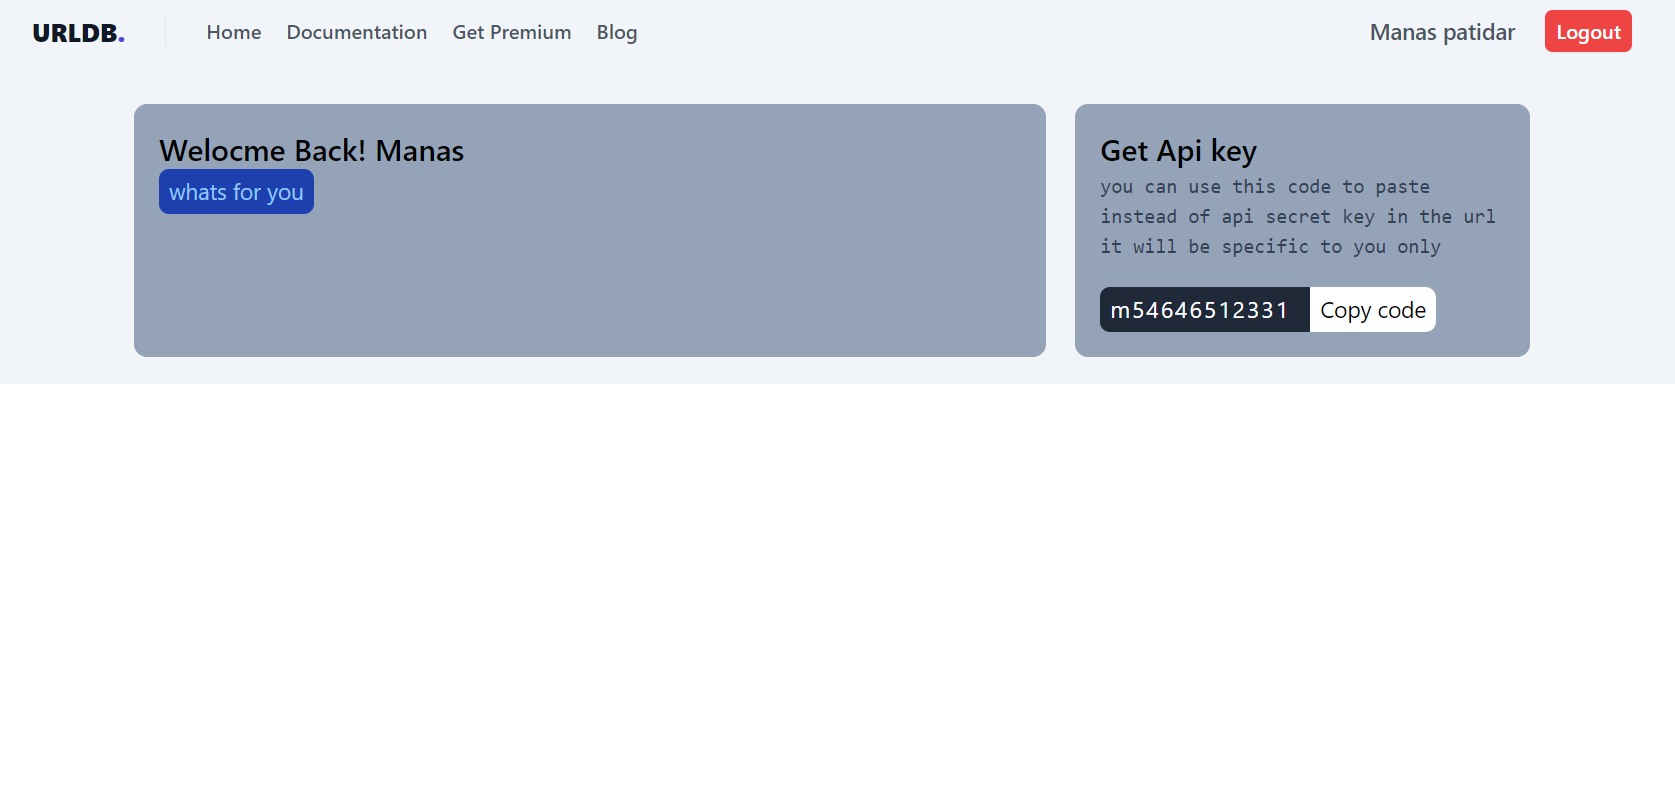 URLDB.
Home Documentation Get Premium Blog
Manas patidar
Logout
Welocme Back! Manas
whats for you
Get Api key
you can use this code to paste
instead of api secret key in the url
it will be specific to you only
m54646512331 Copy code